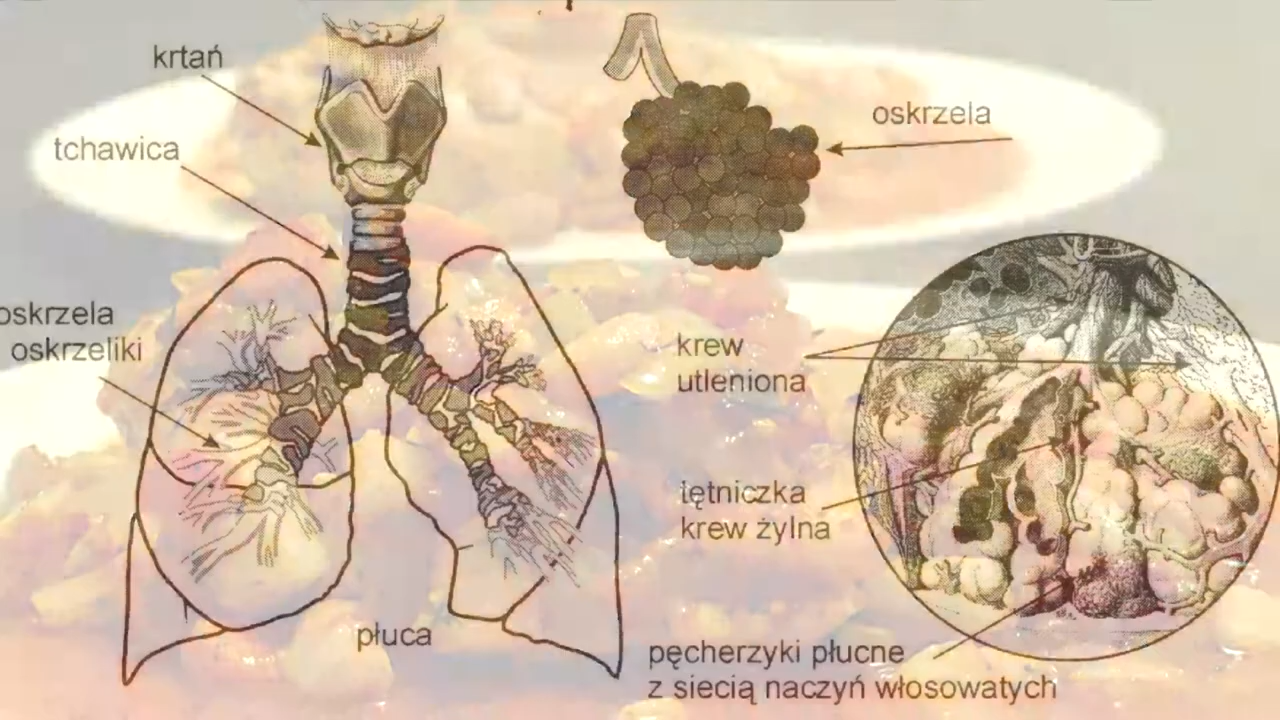 krtań
tchawica
oskrzela
oskrzela
oskrzeliki
krew
utleniona
tętniczka
krew żylna
płuca
pęcherzyki płucne
z siecią naczyń włosowatych